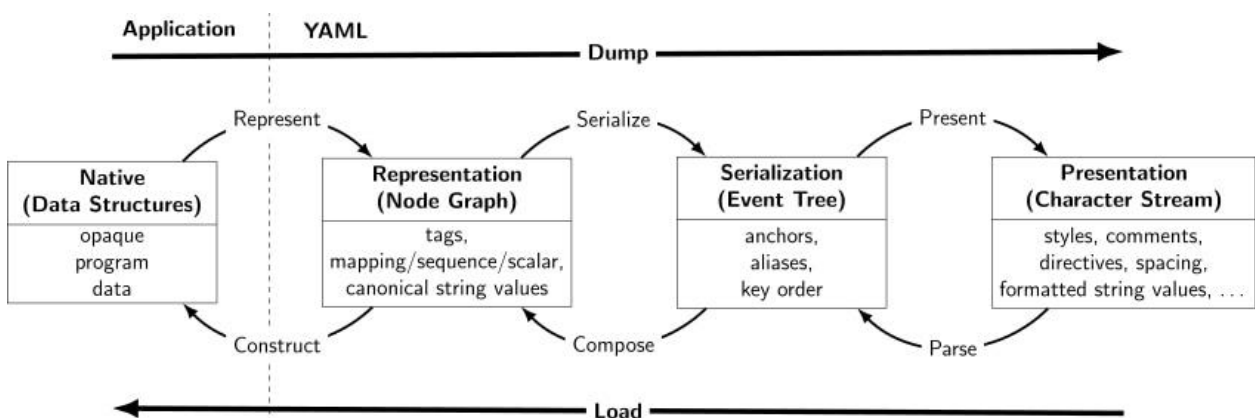 Application YAML
Dump
Represent Serialize Present
Native
(Data Structures)
opaque
program
data
Representation
(Node Graph)
tags,
mapping/sequence/scalar,
canonical string values
Serialization
(Event Tree)
anchors,
aliases,
key order
Presentation
(Character Stream)
styles, comments,
directives, spacing,
formatted string values, ...
Construct Compose Parse
Load